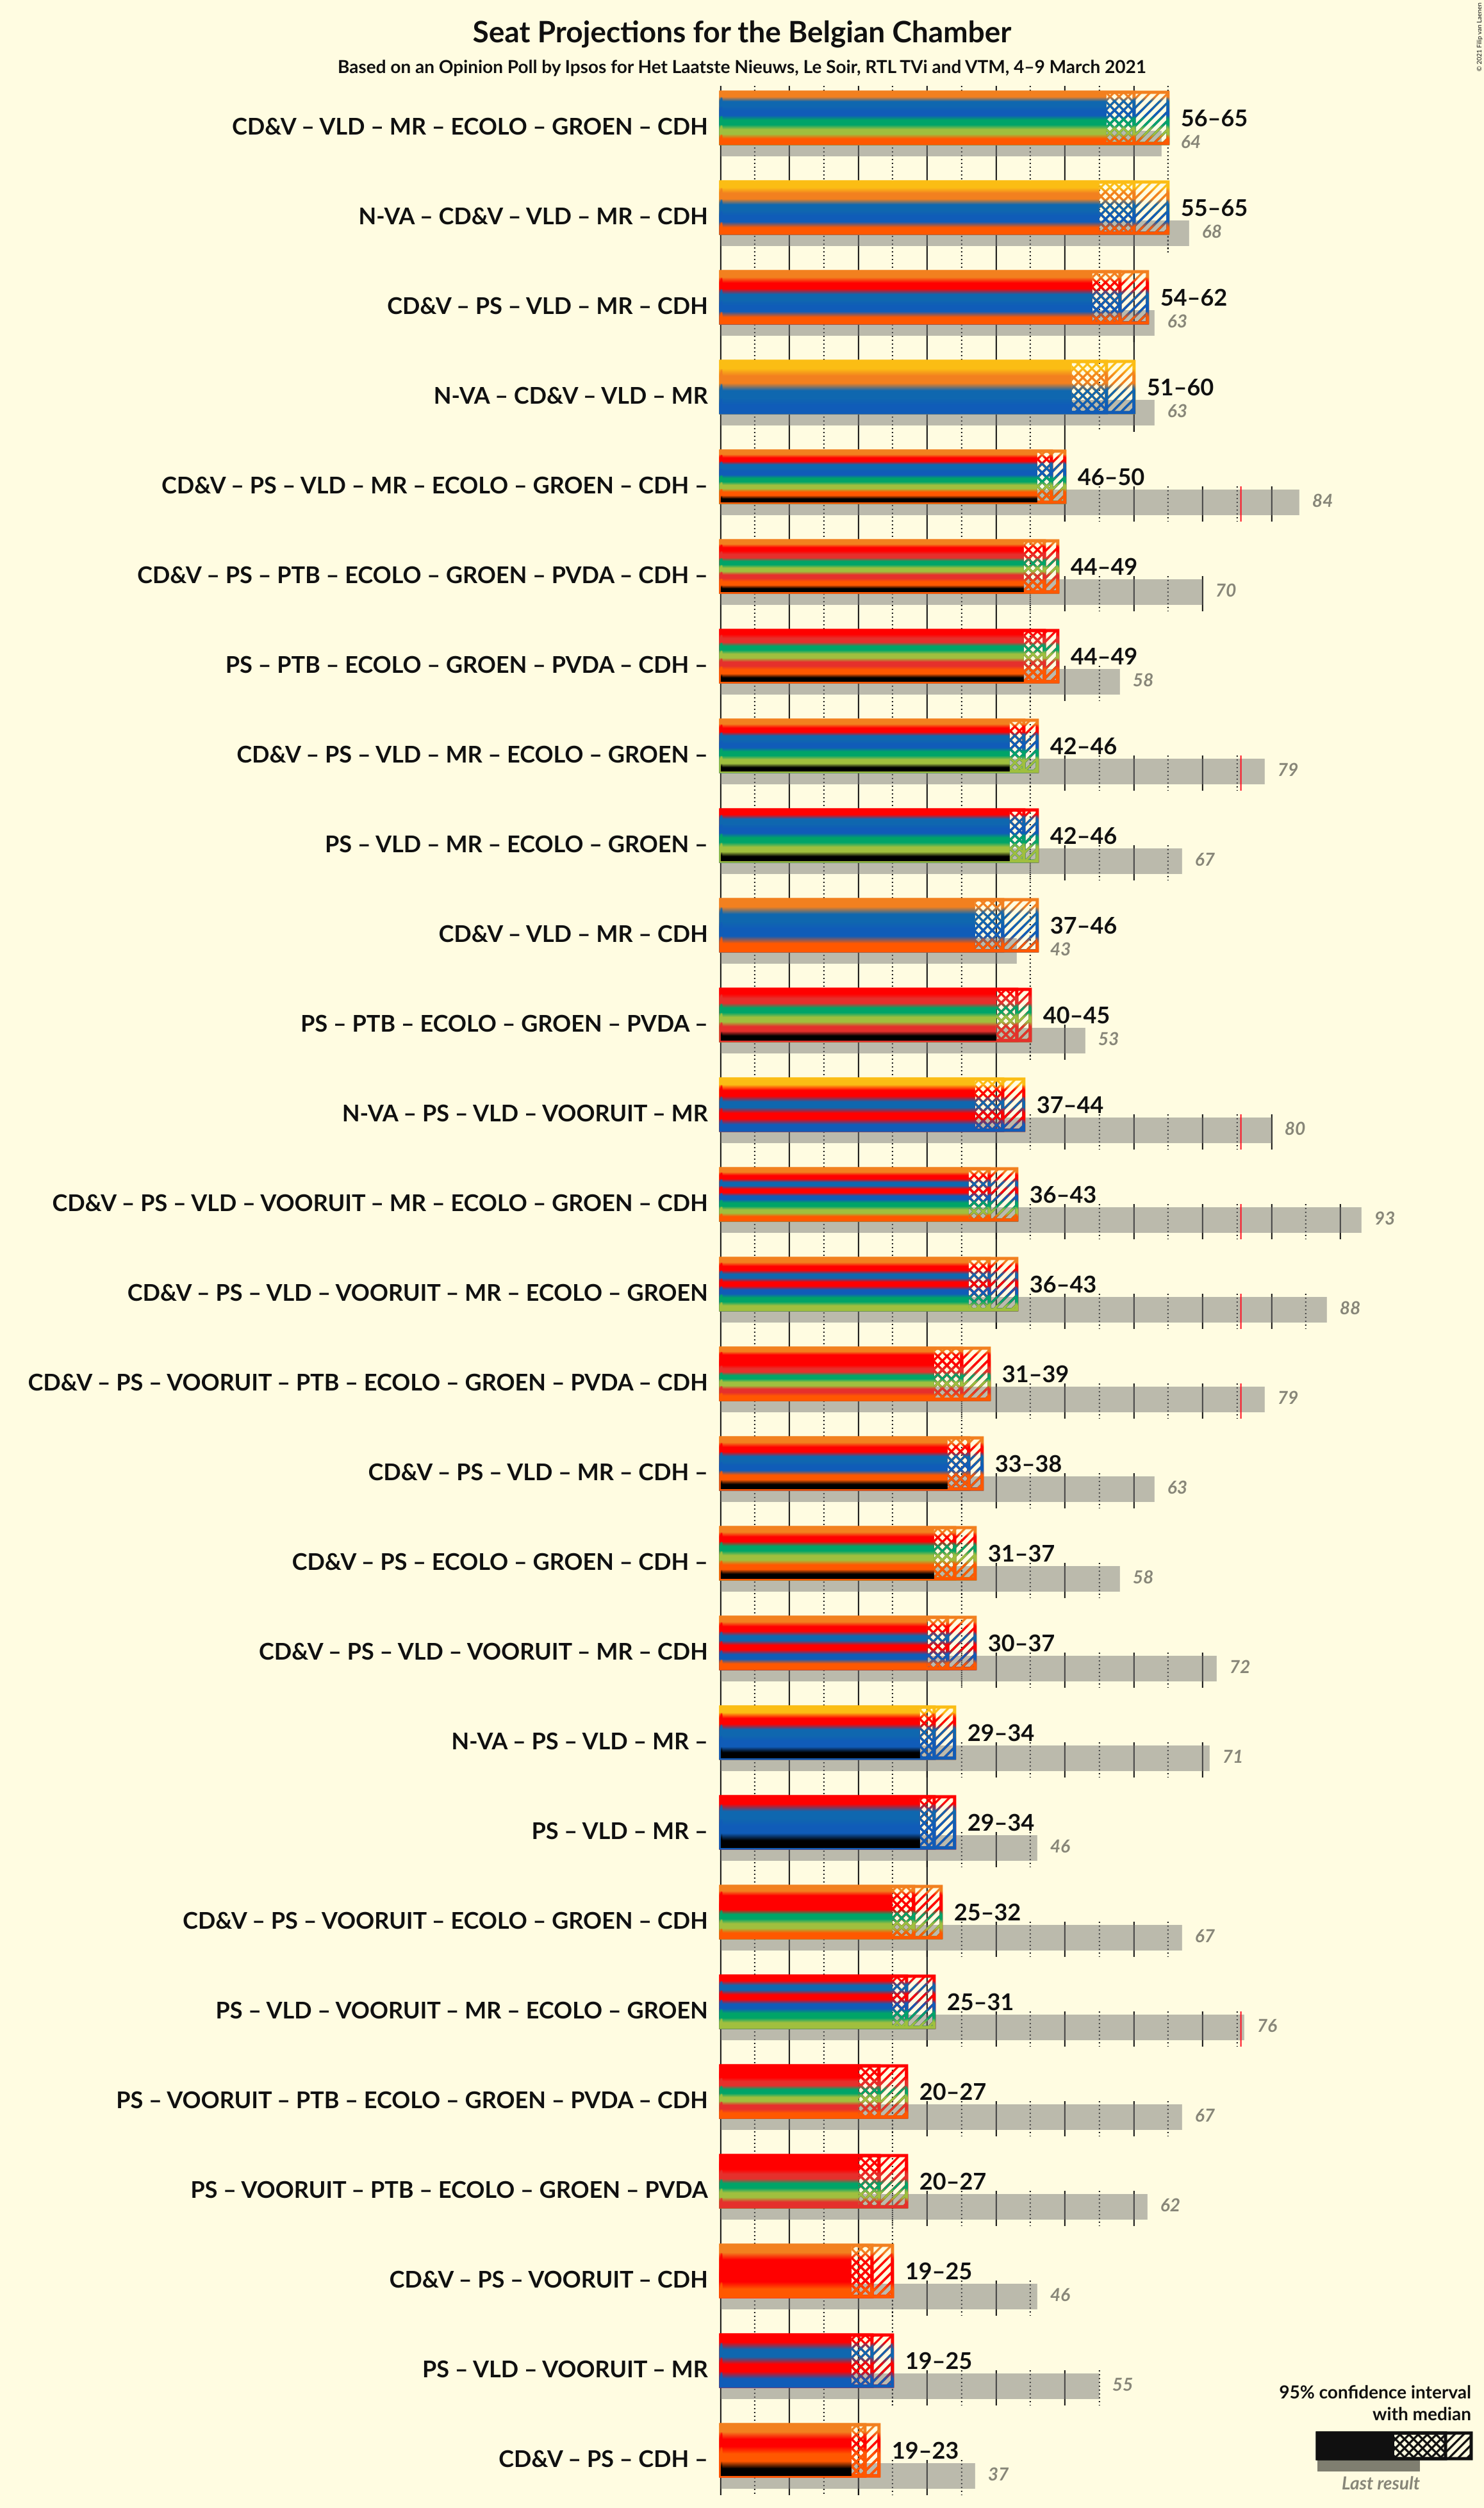 Seat Projections for the Belgian Chamber
Based on an Opinion Poll by Ipsos for Het Laatste Nieuws, Le Soir, RTL TVi and VTM, 4–9 March 2021
© 2021 Filip van Laenen
CD&V – VLD – MR – ECOLO – GROEN – CDH
56–65
64
N-VA – CD&V – VLD – MR – CDH
55–65
68
CD&V – PS – VLD – MR – CDH
54–62
63
N-VA – CD&V – VLD – MR
51–60
63
CD&V – PS – VLD – MR – ECOLO – GROEN – CDH –
46–50
84
CD&V – PS – PTB – ECOLO – GROEN – PVDA – CDH –
44–49
70
PS – PTB – ECOLO – GROEN – PVDA – CDH –
44–49
58
CD&V – PS – VLD – MR – ECOLO – GROEN –
42–46
79
PS – VLD – MR – ECOLO – GROEN –
42–46
67
CD&V – VLD – MR – CDH
37–46
43
PS – PTB – ECOLO – GROEN – PVDA –
40–45
53
N-VA – PS – VLD – VOORUIT – MR
37–44
80
CD&V – PS – VLD – VOORUIT – MR – ECOLO – GROEN – CDH
36–43
93
CD&V – PS – VLD – VOORUIT – MR – ECOLO – GROEN
36–43
88
CD&V – PS – VOORUIT – PTB – ECOLO – GROEN – PVDA – CDH
31–39
79
CD&V – PS – VLD – MR – CDH –
33–38
63
CD&V – PS – ECOLO – GROEN – CDH –
31–37
58
CD&V – PS – VLD – VOORUIT – MR – CDH
30–37
72
N-VA – PS – VLD – MR –
29–34
71
PS – VLD – MR –
29–34
46
CD&V – PS – VOORUIT – ECOLO – GROEN – CDH
25–32
67
PS – VLD – VOORUIT – MR – ECOLO – GROEN
25–31
76
PS – VOORUIT – PTB – ECOLO – GROEN – PVDA – CDH
20–27
67
PS – VOORUIT – PTB – ECOLO – GROEN – PVDA
20–27
62
CD&V – PS – VOORUIT – CDH
19–25
46
PS – VLD – VOORUIT – MR
19–25
55
CD&V – PS – CDH –
19–23
37
95% confidence interval
with median
Last result